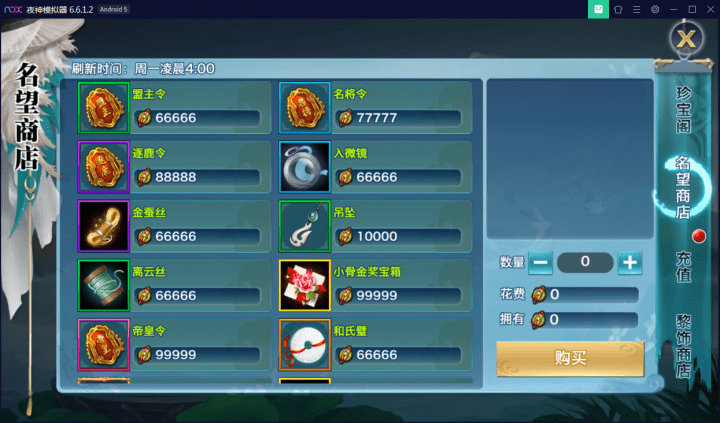 nox 夜神模拟器 6.6.1.2 Android 5
名望商店
刷新时间：周一凌晨4:00
盟主令
66666
名将令
77777
逐鹿令
88888
入微镜
66666
金蚕丝
66666
吊坠
10000
离云丝
66666
小骨金奖宝箱
99999
帝皇令
99999
和氏璧
66666
数量 0
花费 0
拥有 0
购买
X
珍宝阁
名望商店
充值
黎饰商店